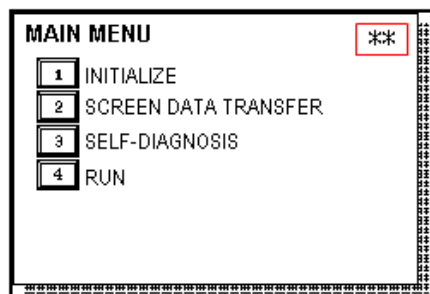 MAIN MENU **
1 INITIALIZE
2 SCREEN DATA TRANSFER
3 SELF-DIAGNOSIS
4 RUN